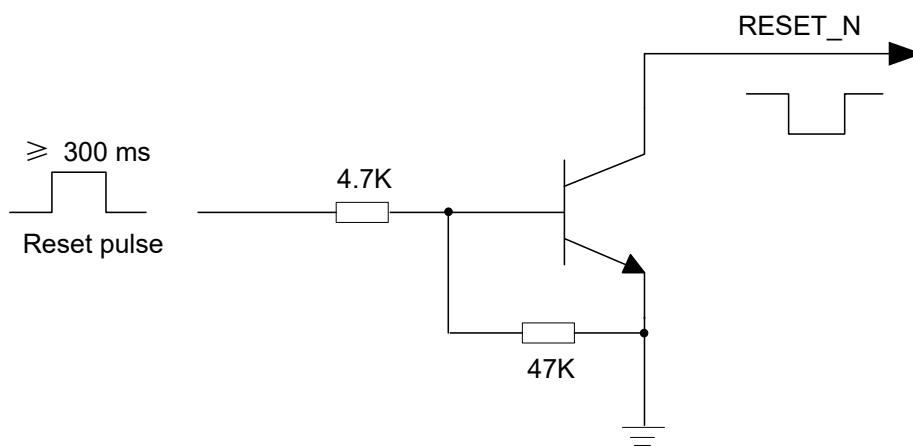 RESET_N
≥ 300 ms
4.7K
Reset pulse
47K